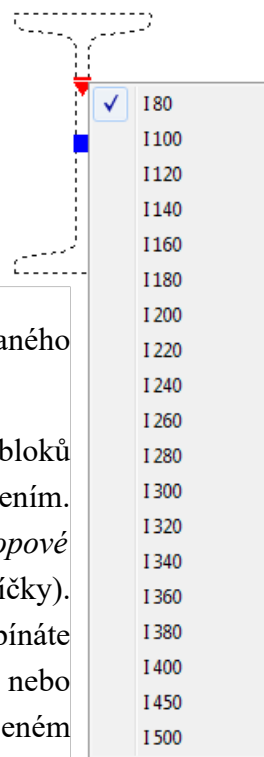 I 80
I 100
I 120
I 140
I 160
I 180
I 200
I 220
I 240
I 260
I 280
I 300
I 320
I 340
I 360
I 380
I 400
I 450
I 500
aného
bloků
ením.
opové
íčky).
pínáte
nebo
eném